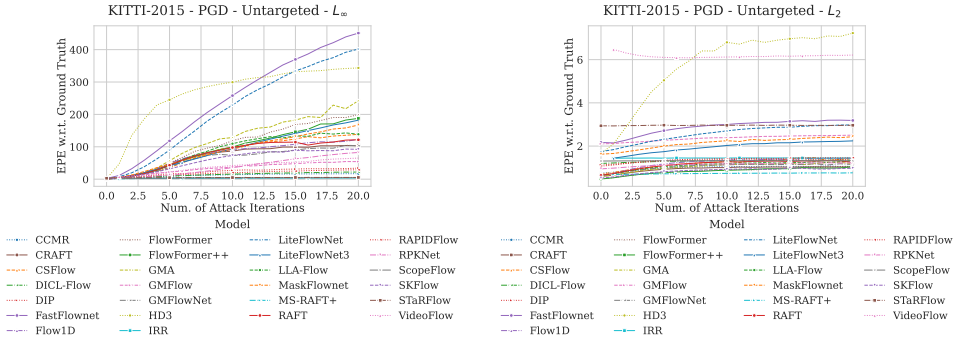 KITTI-2015 - PGD - Untargeted - L∞
EPE w.r.t. Ground Truth
400
300
200
100
0
0.0 2.5 5.0 7.5 10.0 12.5 15.0 17.5 20.0
Num. of Attack Iterations
Model
CCMR FlowFormer LiteFlowNet RAPIDFlow
CRAFT FlowFormer++ LiteFlowNet3 RPKNet
CSFlow GMA LLA-Flow ScopeFlow
DICL-Flow GMFlow MaskFlownet SKFlow
DIP GMFlowNet MS-RAFT+ STaRFlow
FastFlownet HD3 RAFT VideoFlow
Flow1D IRR
KITTI-2015 - PGD - Untargeted - L2
EPE w.r.t. Ground Truth
6
4
2
0.0 2.5 5.0 7.5 10.0 12.5 15.0 17.5 20.0
Num. of Attack Iterations
Model
CCMR FlowFormer LiteFlowNet RAPIDFlow
CRAFT FlowFormer++ LiteFlowNet3 RPKNet
CSFlow GMA LLA-Flow ScopeFlow
DICL-Flow GMFlow MaskFlownet SKFlow
DIP GMFlowNet MS-RAFT+ STaRFlow
FastFlownet HD3 RAFT VideoFlow
Flow1D IRR